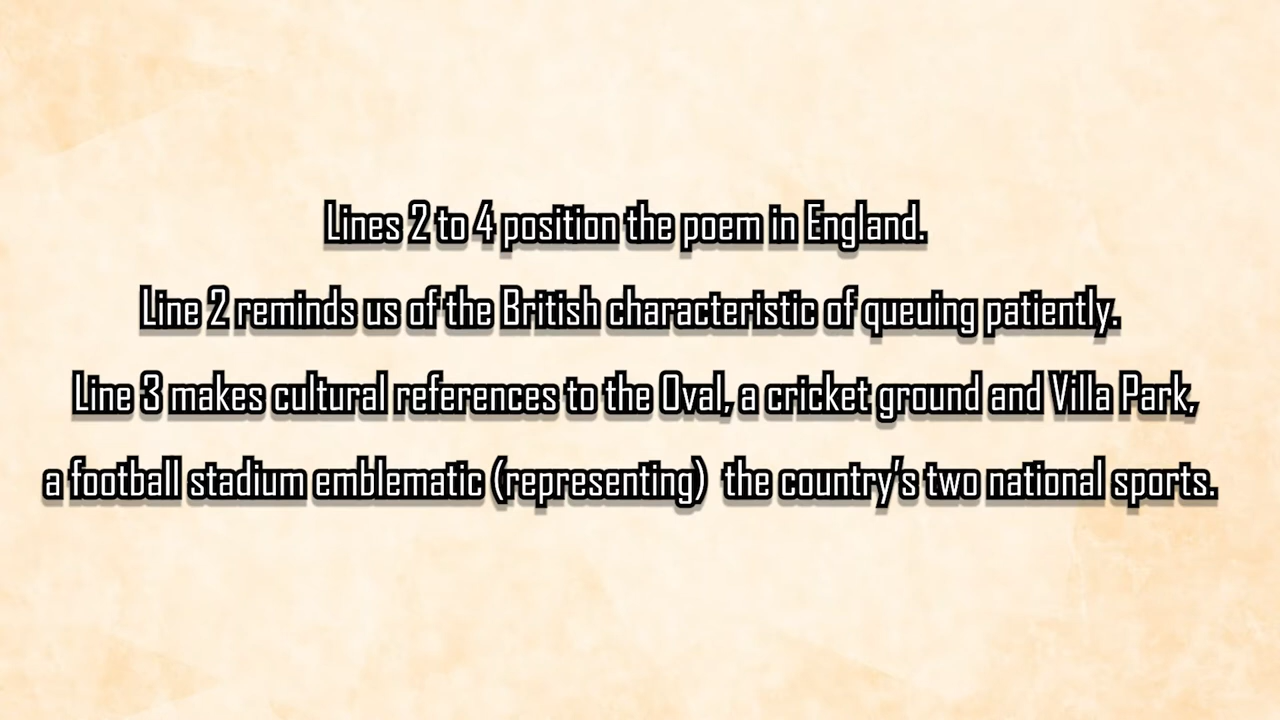 Lines 2 to 4 position the poem in England.
Line 2 reminds us of the British characteristic of queuing patiently.
Line 3 makes cultural references to the Oval, a cricket ground and Villa Park,
a football stadium emblematic (representing)  the country's two national sports.